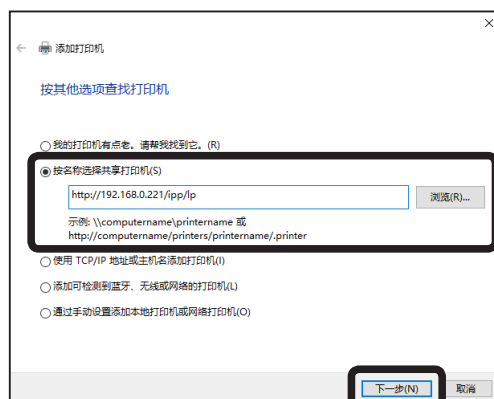 添加打印机
按其他选项查找打印机
我的打印机有点老。请帮我找到它。(R)
按名称选择共享打印机(S)
http://192.168.0.221/ipp/lp
浏览(R)...
示例: \\computername\printername 或
http://computername/printers/printername/.printer
使用 TCP/IP 地址或主机名添加打印机(I)
添加可检测到蓝牙、无线或网络的打印机(L)
通过手动设置添加本地打印机或网络打印机(O)
下一步(N)
取消